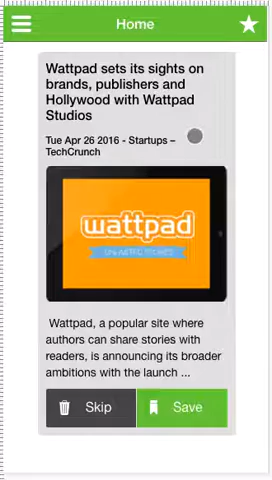 Home
Wattpad sets its sights on
brands, publishers and
Hollywood with Wattpad
Studios
Tue Apr 26 2016 - Startups –
TechCrunch
wattpad
Wattpad, a popular site where
authors can share stories with
readers, is announcing its broader
ambitions with the launch ...
Skip
Save